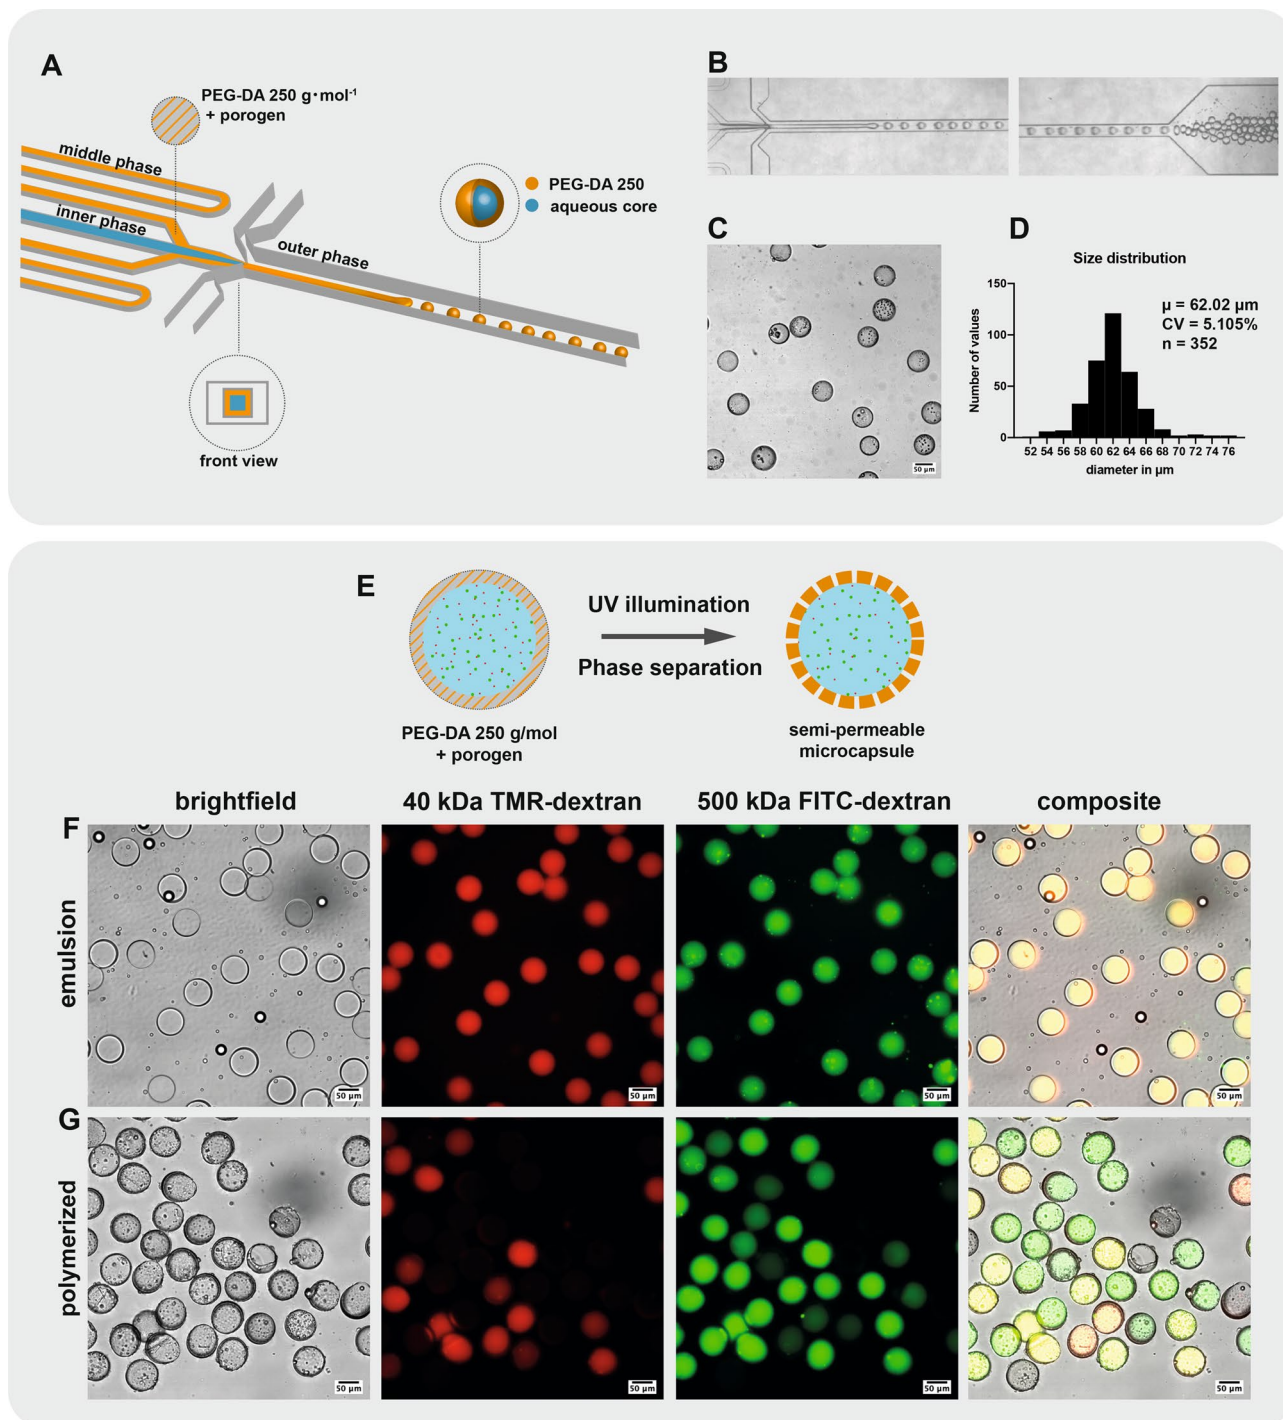 A
PEG-DA 250 g·mol-1
+ porogen
middle phase
inner phase
outer phase
PEG-DA 250
aqueous core
front view
B
C
50 µm
D
Size distribution
µ = 62.02 µm
CV = 5.105%
n = 352
Number of values
150
100
50
0
52 54 56 58 60 62 64 66 68 70 72 74 76
diameter in µm
E
UV illumination
Phase separation
PEG-DA 250 g/mol
+ porogen
semi-permeable
microcapsule
brightfield
40 kDa TMR-dextran
500 kDa FITC-dextran
composite
F
emulsion
50 µm
50 µm
50 µm
50 µm
G
polymerized
50 µm
50 µm
50 µm
50 µm